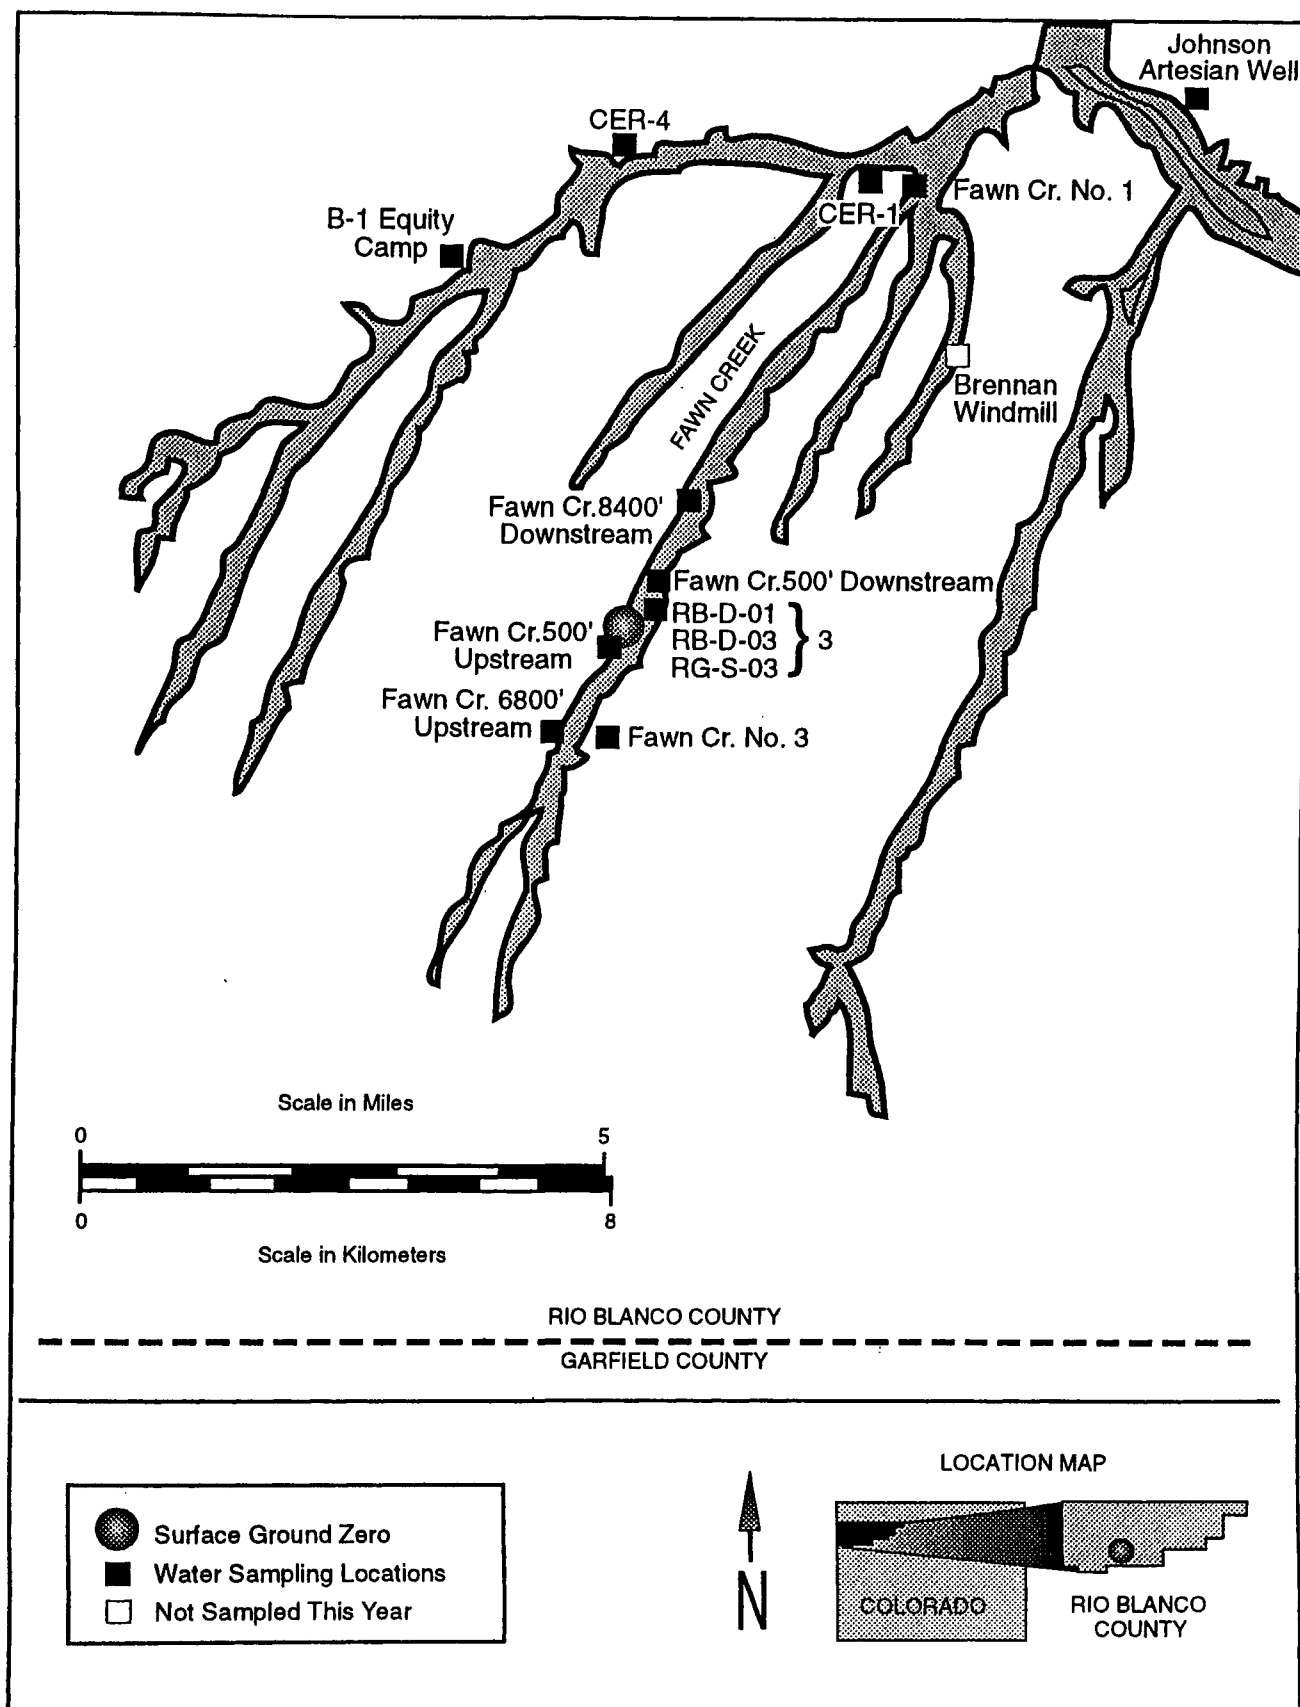 Johnson
Artesian Well
CER-4
Fawn Cr. No. 1
CER-1
B-1 Equity
Camp
FAWN CREEK
Brennan
Windmill
Fawn Cr.8400'
Downstream
Fawn Cr.500' Downstream
RB-D-01
RB-D-03 } 3
RG-S-03
Fawn Cr.500'
Upstream
Fawn Cr. 6800'
Upstream
Fawn Cr. No. 3
Scale in Miles
0 5
0 8
Scale in Kilometers
RIO BLANCO COUNTY
GARFIELD COUNTY
LOCATION MAP
Surface Ground Zero
Water Sampling Locations
Not Sampled This Year
N
COLORADO
RIO BLANCO
COUNTY